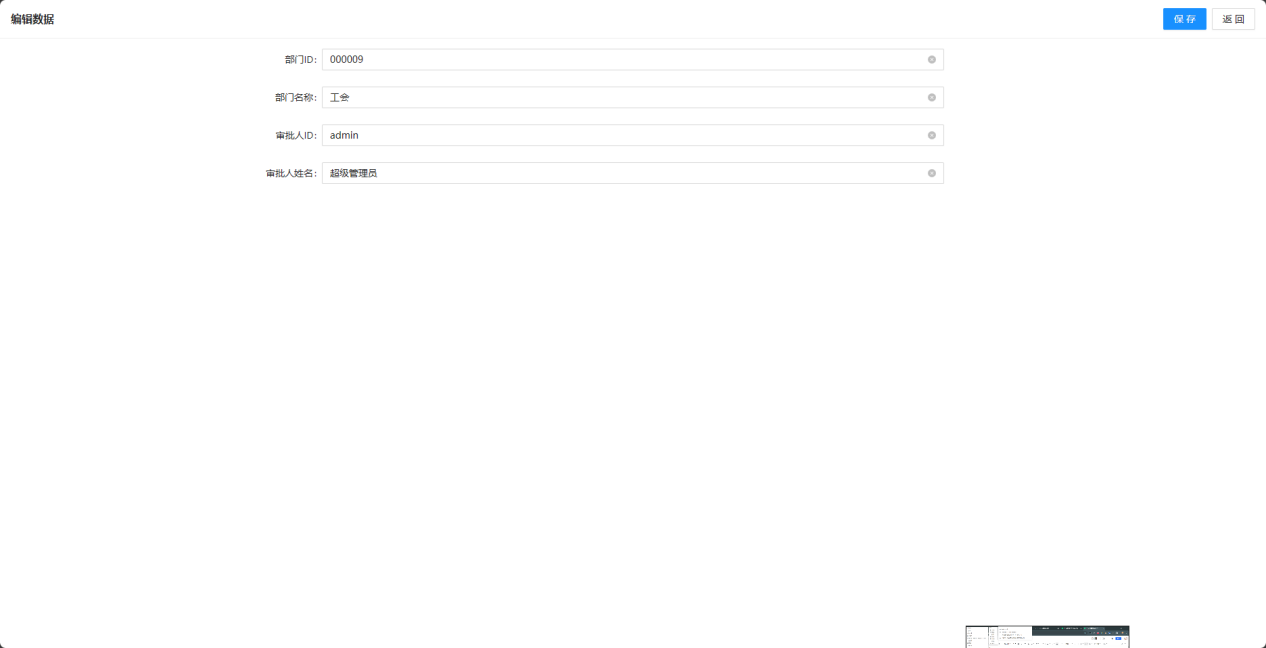 编辑数据
保 存
返 回
部门ID:
000009
部门名称:
工会
审批人ID:
admin
审批人姓名:
超级管理员